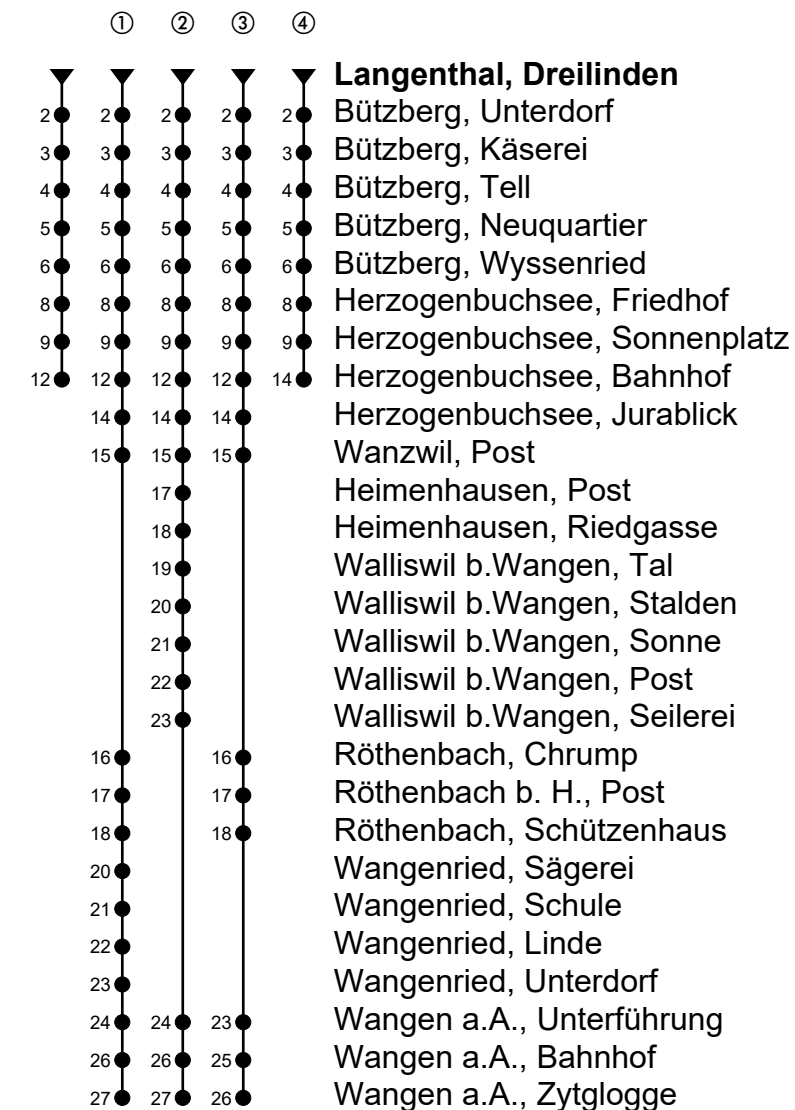 ① ② ③ ④
Langenthal, Dreilinden
2 2 2 2 2 Bützberg, Unterdorf
3 3 3 3 3 Bützberg, Käserei
4 4 4 4 4 Bützberg, Tell
5 5 5 5 5 Bützberg, Neuquartier
6 6 6 6 6 Bützberg, Wyssenried
8 8 8 8 8 Herzogenbuchsee, Friedhof
9 9 9 9 9 Herzogenbuchsee, Sonnenplatz
12 12 12 12 14 Herzogenbuchsee, Bahnhof
14 14 14 Herzogenbuchsee, Jurablick
15 15 15 Wanzwil, Post
17 Heimenhausen, Post
18 Heimenhausen, Riedgasse
19 Walliswil b.Wangen, Tal
20 Walliswil b.Wangen, Stalden
21 Walliswil b.Wangen, Sonne
22 Walliswil b.Wangen, Post
23 Walliswil b.Wangen, Seilerei
16 16 Röthenbach, Chrump
17 17 Röthenbach b. H., Post
18 18 Röthenbach, Schützenhaus
20 Wangenried, Sägerei
21 Wangenried, Schule
22 Wangenried, Linde
23 Wangenried, Unterdorf
24 24 23 Wangen a.A., Unterführung
26 26 25 Wangen a.A., Bahnhof
27 27 26 Wangen a.A., Zytglogge